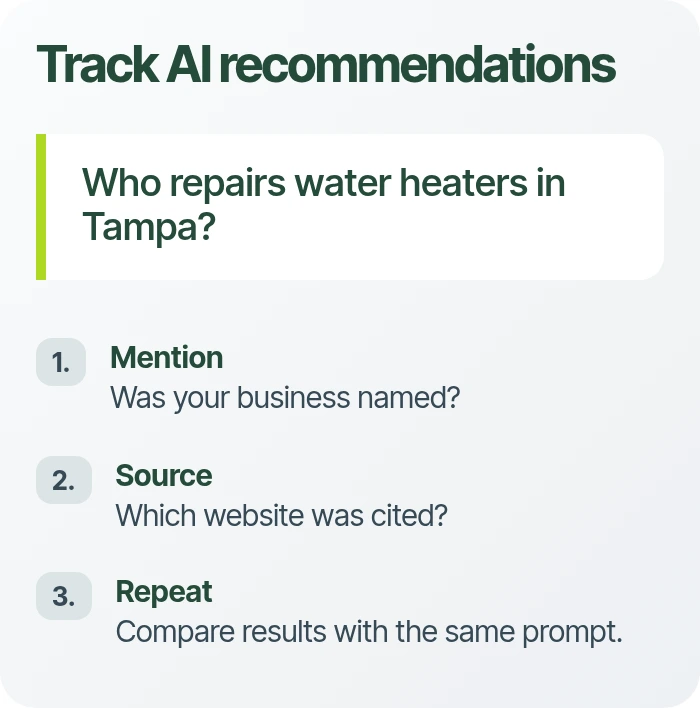 Track AI recommendations
Who repairs water heaters in
Tampa?
1.
Mention
Was your business named?
2.
Source
Which website was cited?
3.
Repeat
Compare results with the same prompt.